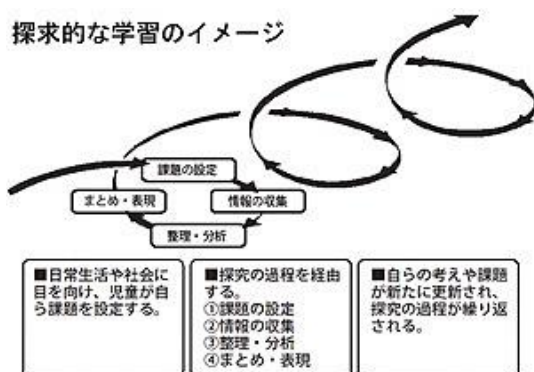 探求的な学習のイメージ
課題の設定
まとめ・表現
情報の収集
整理・分析
■日常生活や社会に
目を向け、児童が自
う課題を設定する。
■探究の過程を経由
する。
①課題の設定
②情報の収集
③整理・分析
④まとめ・表現
■自らの考えや課題
が新たに更新され、
探究の過程が繰り返
される。